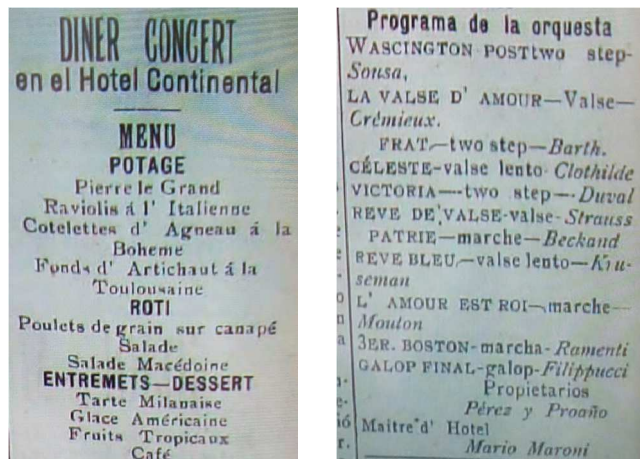 DINER CONCERT
en el Hotel Continental
MENU
POTAGE
Pierre le Grand
Raviolis á l' Italienne
Cotelettes d' Agneau á la
Boheme
Fonds d' Artichaut á la
Toulousaine
ROTI
Poulets de grain sur canapé
Salade
Salade Macédoine
ENTREMETS—DESSERT
Tarte Milanaise
Glace Américaine
Fruits Tropicaux
Café
Programa de la orquesta
WASCINGTON POSTtwo step-
Sousa,
LA VALSE D' AMOUR—Valse—
Crémieux.
FRAT—two step—Barth.
CÉLESTE-valse lento-Clothilde
VICTORIA—two step—Duval
REVE DE VALSE-valse-Strauss
PATRIE—marche—Beckand
REVE BLEU—valse lento—Kru-
seman
L' AMOUR EST ROI—marche—
Mouton
3ER. BOSTON-marcha-Ramenti
GALOP FINAL-galop-Filippucci
Propietarios
Pérez y Proaño
Maitre d' Hotel
Mario Maroni